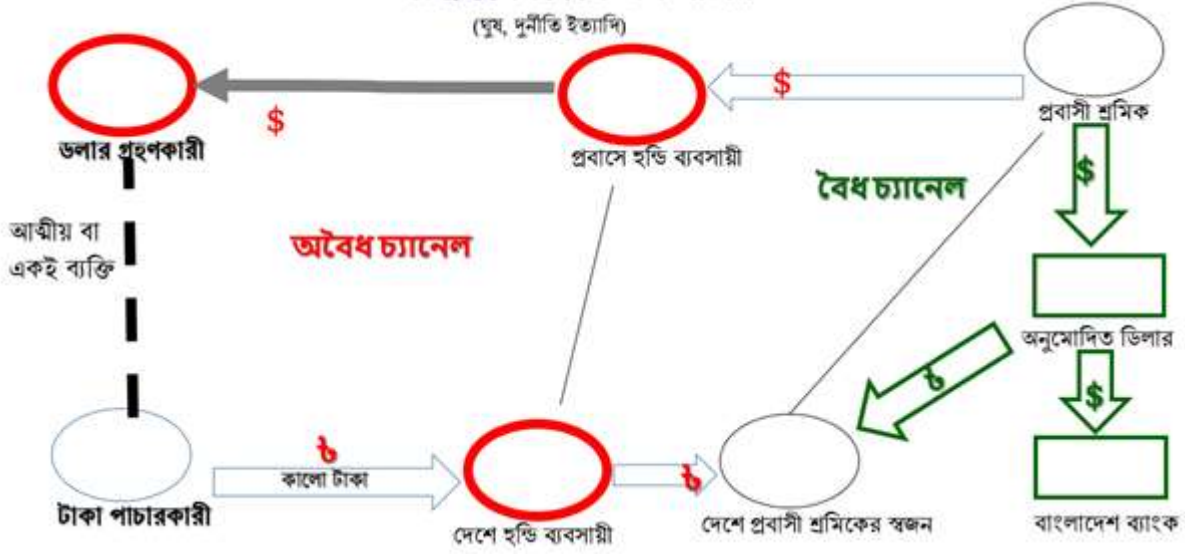 (ঘুষ, দুর্নীতি ইত্যাদি)
$
$
প্রবাসী শ্রমিক
ডলার গ্রহণকারী
প্রবাসে হুন্ডি ব্যবসায়ী
$
বৈধ চ্যানেল
আত্মীয় বা
একই ব্যক্তি
অবৈধ চ্যানেল
অনুমোদিত ডিলার
৳
$
৳
কালো টাকা
৳
টাকা পাচারকারী
দেশে হুন্ডি ব্যবসায়ী
দেশে প্রবাসী শ্রমিকের স্বজন
বাংলাদেশ ব্যাংক